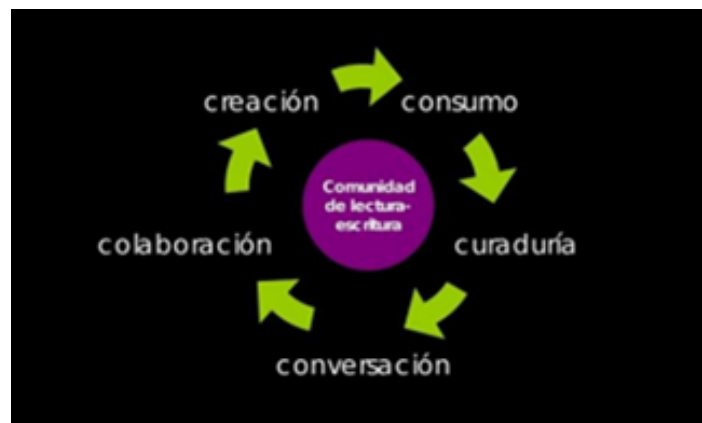 creación
consumo
Comunidad
de lectura-
escritura
colaboración
curaduría
conversación